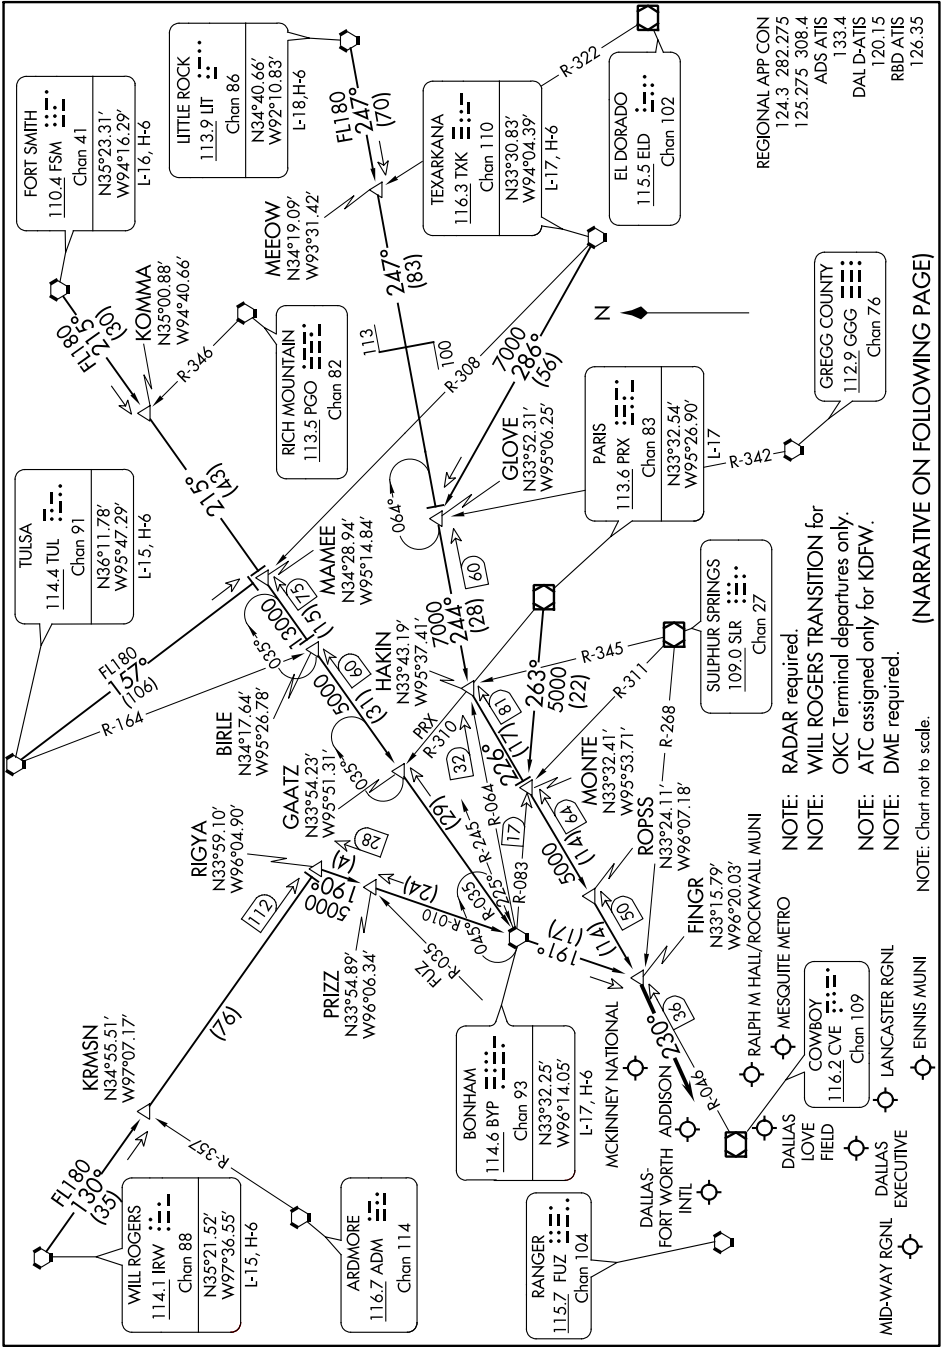 TULSA
114.4 TUL
Chan 91
N36°11.78′
W95°47.29′
L-15, H-6
FORT SMITH
110.4 FSM
Chan 41
N35°23.31′
W94°16.29′
L-16, H-6
LITTLE ROCK
113.9 LIT
Chan 86
N34°40.66′
W92°10.83′
L-18,H-6
WILL ROGERS
114.1 IRW
Chan 88
N35°21.52′
W97°36.55′
L-15, H-6
FL180
130°
(35)
KRMSN
N34°55.51′
W97°07.17′
R-357
ARDMORE
116.7 ADM
Chan 114
(76)
112
RIGYA
N33°59.10′
W96°04.90′
5000
190°
(4)
28
PRIZZ
N33°54.89′
W96°06.34′
(24)
R-010
FUZ
R-035
FL180
157°
(106)
R-164
FL180
215°
(30)
KOMMA
N35°00.88′
W94°40.66′
R-346
RICH MOUNTAIN
113.5 PGO
Chan 82
215°
(43)
MAMEE
N34°28.94′
W95°14.84′
75
13000
(15)
035°
BIRLE
N34°17.64′
W95°26.78′
60
5000
(31)
035°
GAATZ
N33°54.23′
W95°51.31′
(29)
R-035
045°
FL180
247°
(70)
MEEOW
N34°19.09′
W93°31.42′
247°
(83)
113
100
R-308
TEXARKANA
116.3 TXK
Chan 110
N33°30.83′
W94°04.39′
L-17, H-6
R-322
EL DORADO
115.5 ELD
Chan 102
7000
286°
(56)
064°
GLOVE
N33°52.31′
W95°06.25′
60
7000
244°
(28)
HAKIN
N33°43.19′
W95°37.41′
PRX
R-310
32
R-064
225°
R-245
81
226°
(17)
R-083
17
PARIS
113.6 PRX
Chan 83
N33°32.54′
W95°26.90′
L-17
263°
5000
(22)
R-342
GREGG COUNTY
112.9 GGG
Chan 76
N
R-345
R-311
R-268
SULPHUR SPRINGS
109.0 SLR
Chan 27
MONTE
N33°32.41′
W95°53.71′
64
5000
(14)
ROPSS
N33°24.11′
W96°07.18′
50
(14)
FINGR
N33°15.79′
W96°20.03′
BONHAM
114.6 BYP
Chan 93
N33°32.25′
W96°14.05′
L-17, H-6
191°
(17)
230°
36
R-046
MCKINNEY NATIONAL
ADDISON
DALLAS-
FORT WORTH
INTL
RALPH M HALL/ROCKWALL MUNI
MESQUITE METRO
DALLAS
LOVE
FIELD
COWBOY
116.2 CVE
Chan 109
RANGER
115.7 FUZ
Chan 104
DALLAS
EXECUTIVE
LANCASTER RGNL
MID-WAY RGNL
ENNIS MUNI
REGIONAL APP CON
124.3 282.275
125.275 308.4
ADS ATIS
133.4
DAL D-ATIS
120.15
RBD ATIS
126.35
NOTE: RADAR required.
NOTE: WILL ROGERS TRANSITION for
OKC Terminal departures only.
NOTE: ATC assigned only for KDFW.
NOTE: DME required.
NOTE: Chart not to scale.
(NARRATIVE ON FOLLOWING PAGE)